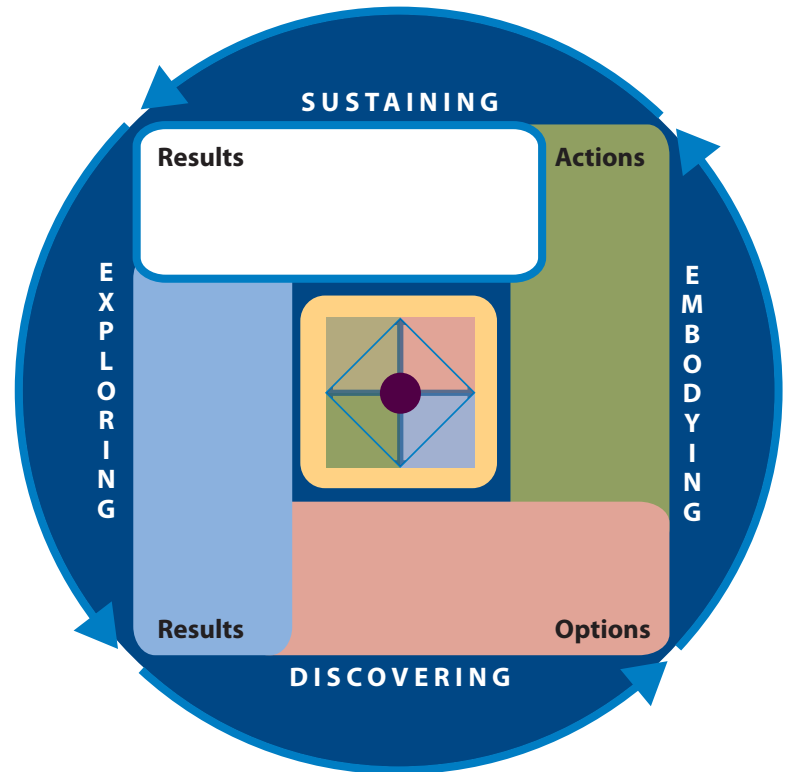 SUSTAINING
Results
Actions
EXPLORING
EMBODYING
Results
Options
DISCOVERING